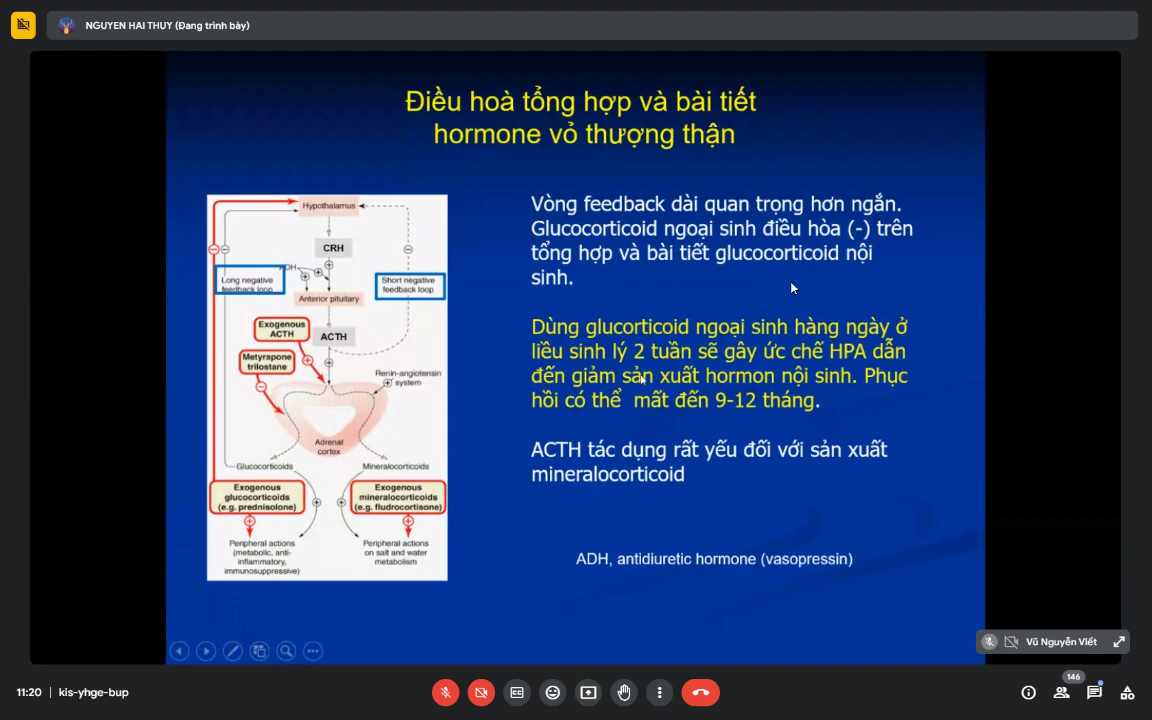 NGUYEN HAI THUY (Đang trình bày)
Điều hoà tổng hợp và bài tiết
hormone vỏ thượng thận
Hypothalamus
CRH
ADH
Long negative
feedback loop
Short negative
feedback loop
Anterior pituitary
Exogenous
ACTH
ACTH
Metyrapone
trilostane
Renin-angiotensin
system
Adrenal
cortex
Glucocorticoids
Mineralocorticoids
Exogenous
glucocorticoids
(e.g. prednisolone)
Exogenous
mineralocorticoids
(e.g. fludrocortisone)
Peripheral actions
(metabolic, anti-
inflammatory,
immunosuppressive)
Peripheral actions
on salt and water
metabolism
Vòng feedback dài quan trọng hơn ngắn.
Glucocorticoid ngoại sinh điều hòa (-) trên
tổng hợp và bài tiết glucocorticoid nội
sinh.
Dùng glucorticoid ngoại sinh hàng ngày ở
liều sinh lý 2 tuần sẽ gây ức chế HPA dẫn
đến giảm sản xuất hormon nội sinh. Phục
hồi có thể mất đến 9-12 tháng.
ACTH tác dụng rất yếu đối với sản xuất
mineralocorticoid
ADH, antidiuretic hormone (vasopressin)
Vũ Nguyễn Viết
11:20 | kis-yhge-bup
146